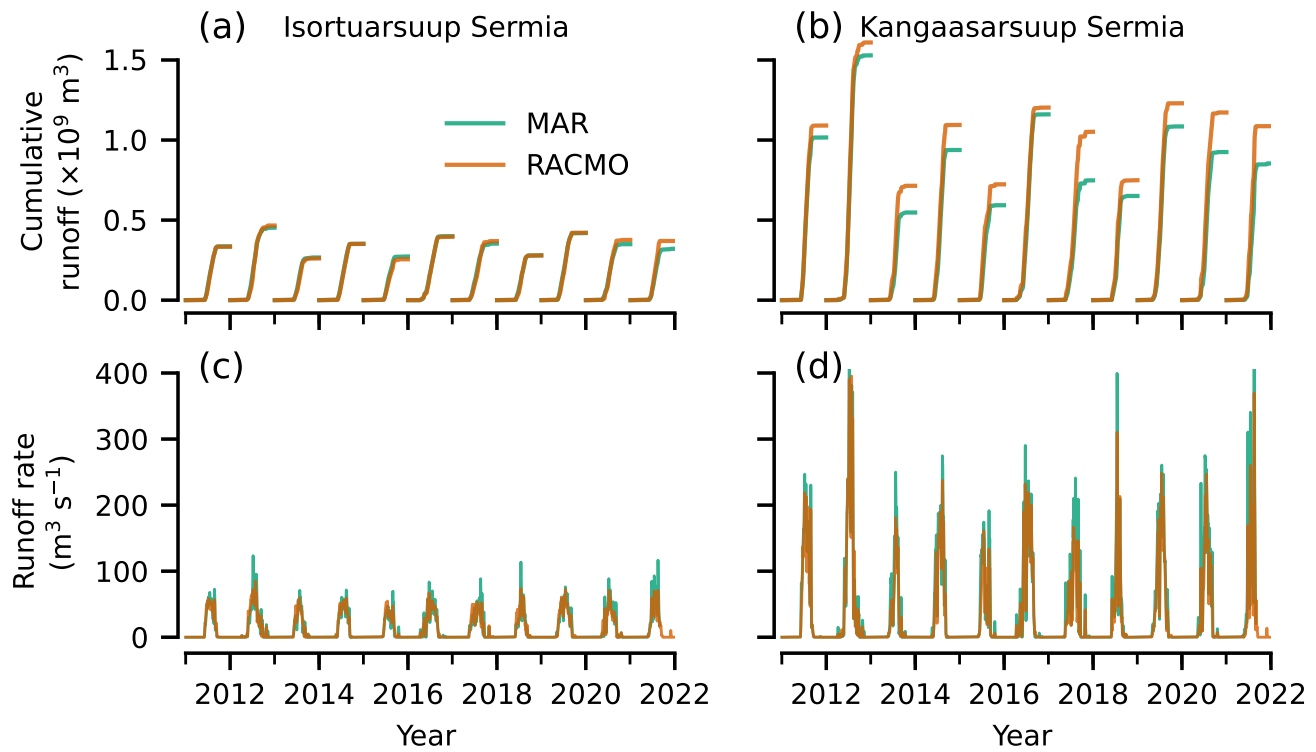 (a) Isortuarsuup Sermia
(b) Kangaasarsuup Sermia
Cumulative
runoff (×10⁹ m³)
1.5
1.0
0.5
0.0
MAR
RACMO
(c)
(d)
Runoff rate
(m³ s⁻¹)
400
300
200
100
0
2012 2014 2016 2018 2020 2022
2012 2014 2016 2018 2020 2022
Year
Year